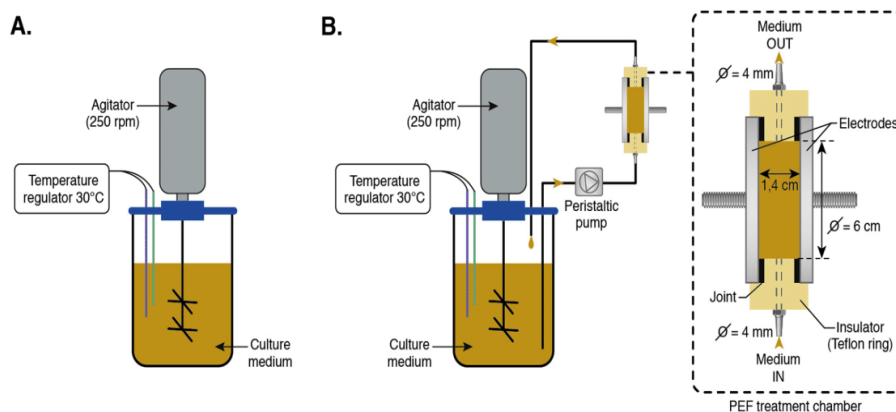 A.
Agitator
(250 rpm)
Temperature
regulator 30°C
Culture
medium
B.
Agitator
(250 rpm)
Temperature
regulator 30°C
Peristaltic
pump
Culture
medium
Medium
OUT
Ø = 4 mm
Electrodes
1,4 cm
Ø = 6 cm
Joint
Ø = 4 mm
Insulator
(Teflon ring)
Medium
IN
PEF treatment chamber